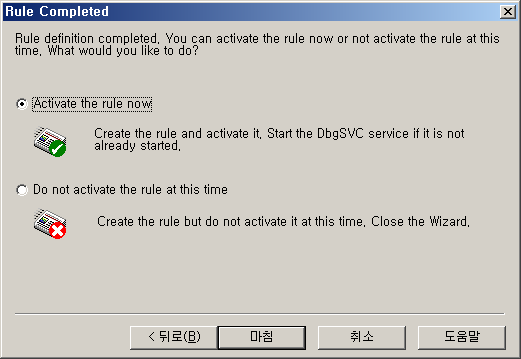 Rule Completed
Rule definition completed. You can activate the rule now or not activate the rule at this
time. What would you like to do?
Activate the rule now
Create the rule and activate it. Start the DbgSVC service if it is not
already started.
Do not activate the rule at this time
Create the rule but do not activate it at this time. Close the Wizard.
< 뒤로(B)
마침
취소
도움말